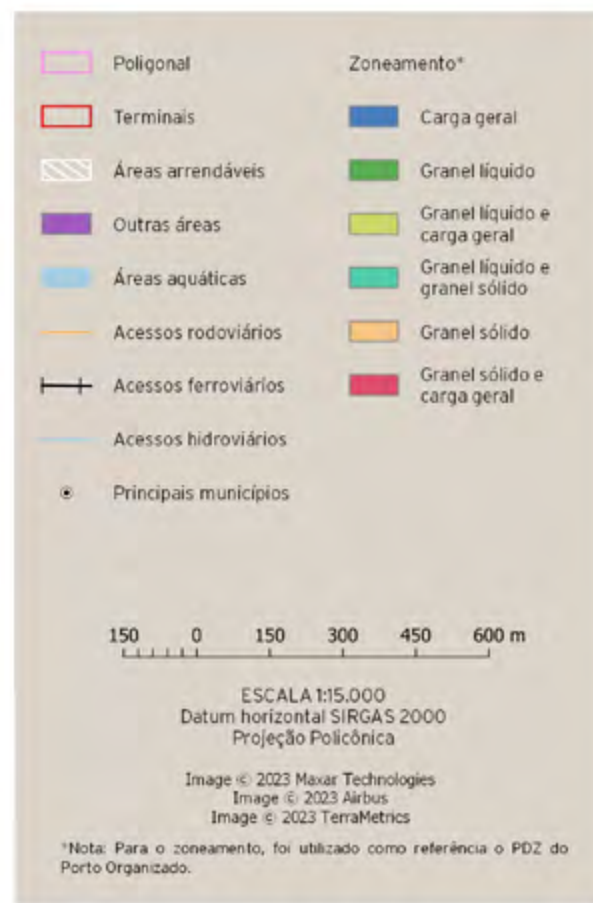 Poligonal
Terminais
Áreas arrendáveis
Outras áreas
Áreas aquáticas
Acessos rodoviários
Acessos ferroviários
Acessos hidroviários
Principais municípios
Zoneamento*
Carga geral
Granel líquido
Granel líquido e
carga geral
Granel líquido e
granel sólido
Granel sólido
Granel sólido e
carga geral
150 0 150 300 450 600 m
ESCALA 1:15.000
Datum horizontal SIRGAS 2000
Projeção Policônica
Image © 2023 Maxar Technologies
Image © 2023 Airbus
Image © 2023 TerraMetrics
*Nota: Para o zoneamento, foi utilizado como referência o PDZ do
Porto Organizado.